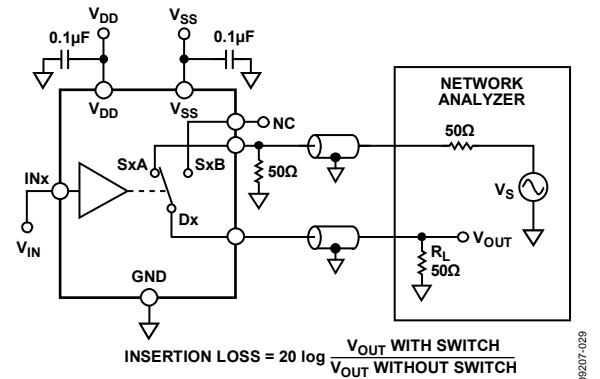 VDD
VSS
0.1µF
0.1µF
VDD
VSS
NC
SxA
SxB
50Ω
INx
Dx
VIN
GND
NETWORK
ANALYZER
50Ω
VS
VOUT
RL
50Ω
INSERTION LOSS = 20 log VOUT WITH SWITCH
VOUT WITHOUT SWITCH
09207-029